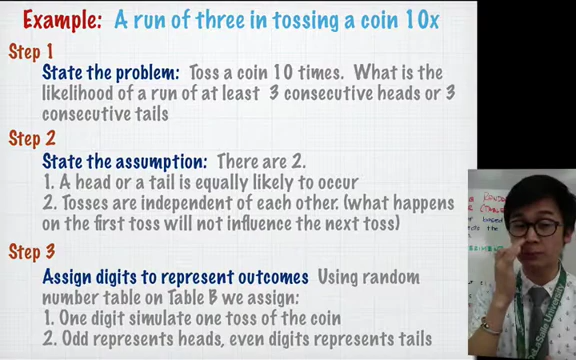 Example: A run of three in tossing a coin 10x
Step 1
State the problem: Toss a coin 10 times. What is the
likelihood of a run of at least 3 consecutive heads or 3
consecutive tails
Step 2
State the assumption: There are 2.
1. A head or a tail is equally likely to occur
2. Tosses are independent of each other. (what happens
on the first toss will not influence the next toss)
Step 3
Assign digits to represent outcomes Using random
number table on Table B we assign:
1. One digit simulate one toss of the coin
2. Odd represents heads, even digits represents tails